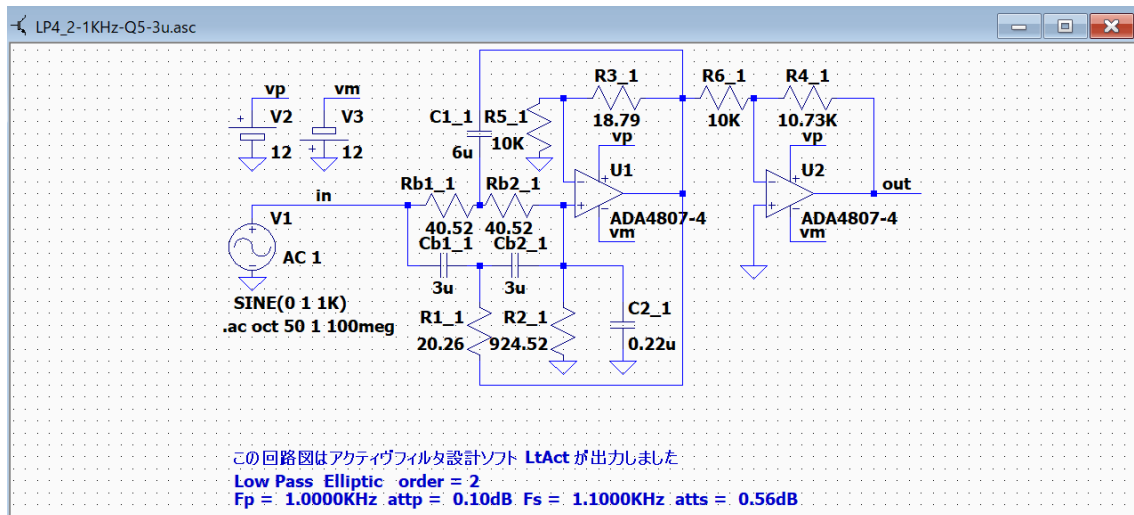 LP4_2-1KHz-Q5-3u.asc
vp
vm
V2
V3
12
12
C1_1
6u
R5_1
10K
R3_1
18.79
R6_1
10K
R4_1
10.73K
vp
U1
ADA4807-4
vm
vp
U2
ADA4807-4
vm
out
in
V1
AC 1
SINE(0 1 1K)
.ac oct 50 1 100meg
Rb1_1
40.52
Rb2_1
40.52
Cb1_1
3u
Cb2_1
3u
R1_1
20.26
R2_1
924.52
C2_1
0.22u
この回路図はアクティヴフィルタ設計ソフト LtAct が出力しました
Low Pass Elliptic order = 2
Fp = 1.0000KHz attp = 0.10dB Fs = 1.1000KHz atts = 0.56dB